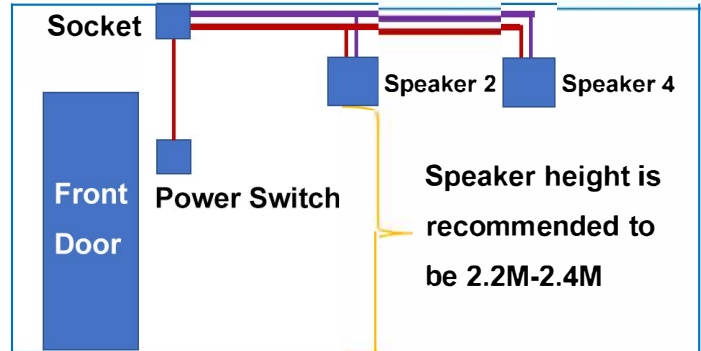 Socket
Speaker 2
Speaker 4
Front
Door
Power Switch
Speaker height is
recommended to
be 2.2M-2.4M